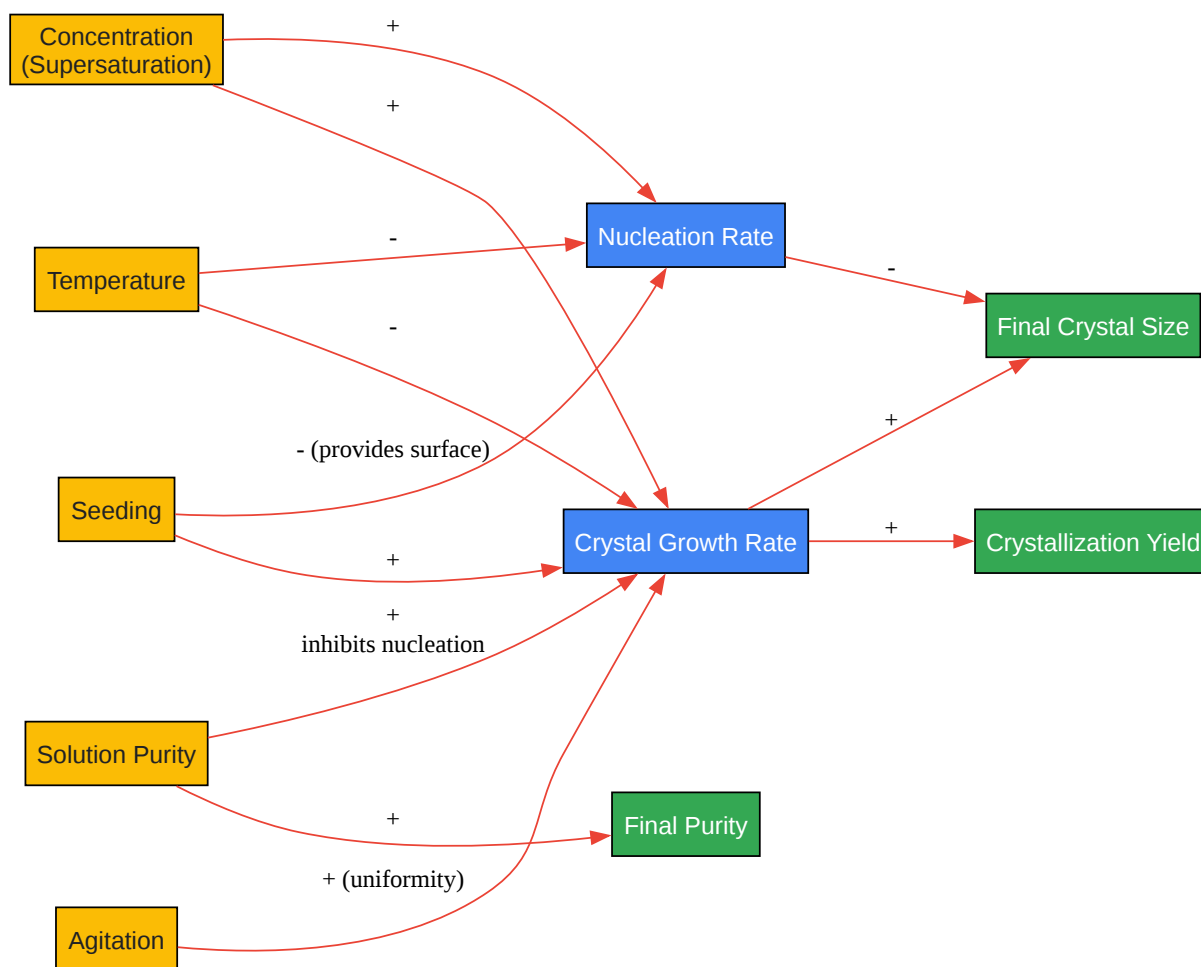 Concentration
(Supersaturation)
+
+
Nucleation Rate
-
Temperature
-
-
Final Crystal Size
+
- (provides surface)
Seeding
+
Crystal Growth Rate
+
Crystallization Yield
+
inhibits nucleation
Solution Purity
+
Final Purity
+ (uniformity)
Agitation